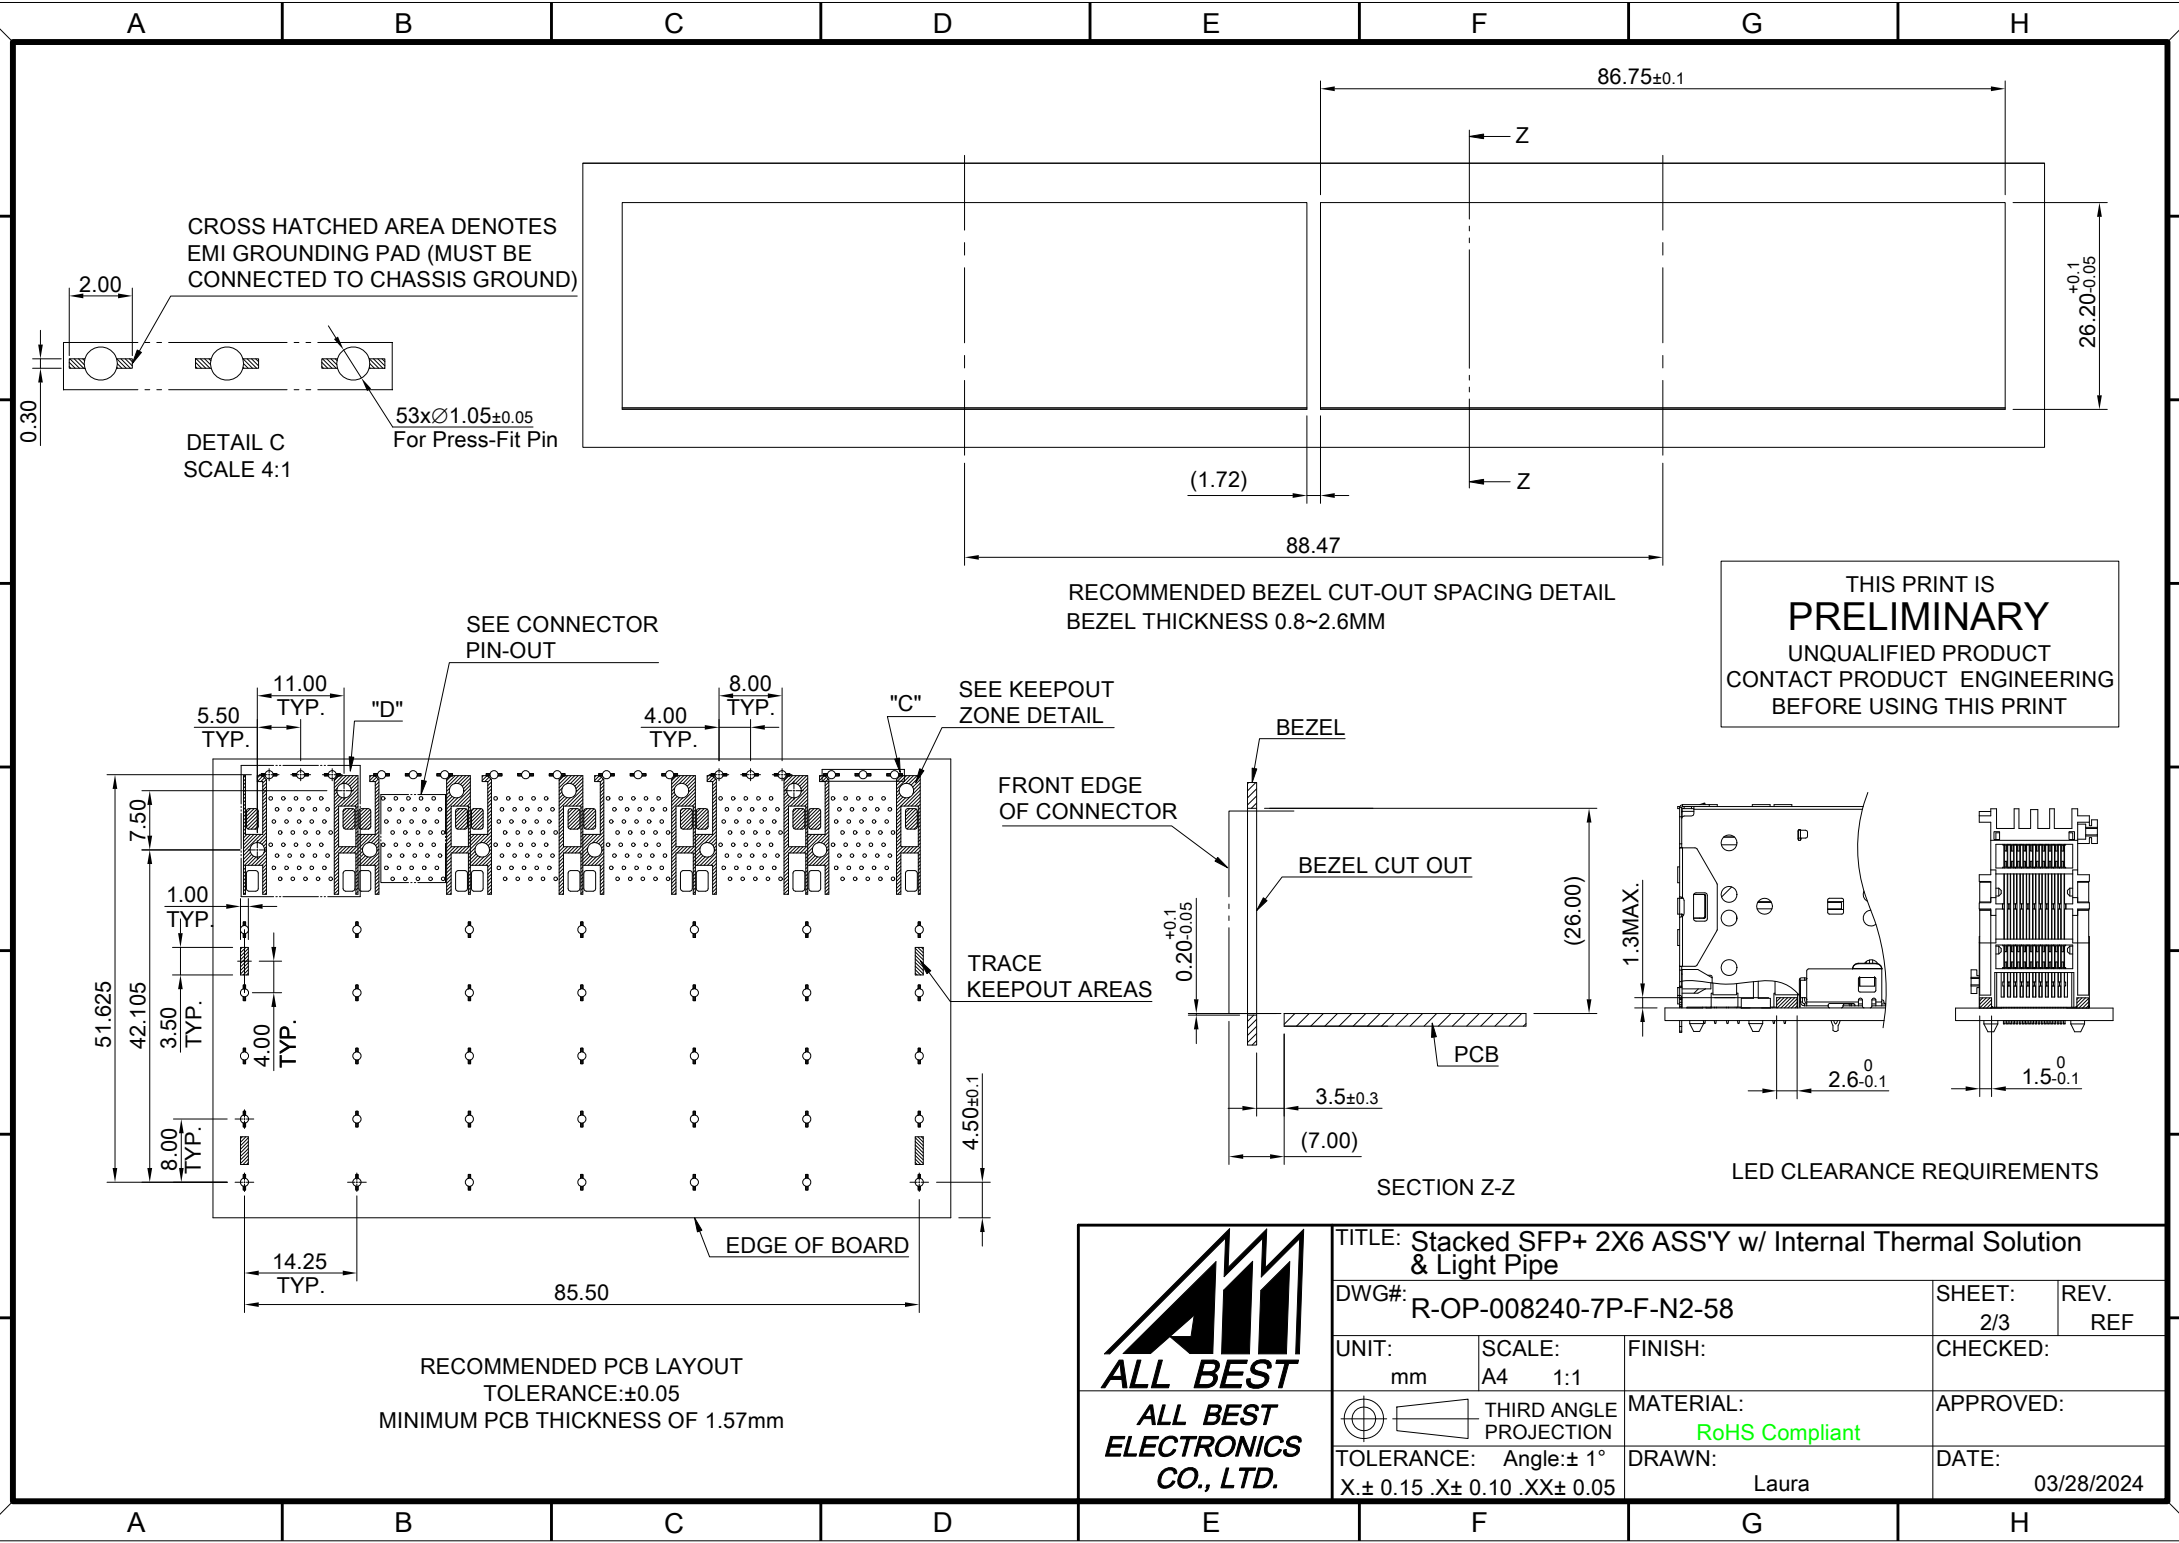 A B C D E F G H
86.75±0.1
Z
CROSS HATCHED AREA DENOTES
EMI GROUNDING PAD (MUST BE
CONNECTED TO CHASSIS GROUND)
2.00
0.30
53x∅1.05±0.05
For Press-Fit Pin
DETAIL C
SCALE 4:1
+0.1
26.20-0.05
(1.72)
Z
88.47
RECOMMENDED BEZEL CUT-OUT SPACING DETAIL
BEZEL THICKNESS 0.8~2.6MM
THIS PRINT IS
PRELIMINARY
UNQUALIFIED PRODUCT
CONTACT PRODUCT ENGINEERING
BEFORE USING THIS PRINT
SEE CONNECTOR
PIN-OUT
11.00
TYP.
5.50
TYP.
"D"
4.00
TYP.
8.00
TYP.
"C"
SEE KEEPOUT
ZONE DETAIL
7.50
1.00
TYP.
51.625
42.105
3.50
TYP.
4.00
TYP.
8.00
TYP.
TRACE
KEEPOUT AREAS
4.50±0.1
EDGE OF BOARD
14.25
TYP.
85.50
RECOMMENDED PCB LAYOUT
TOLERANCE:±0.05
MINIMUM PCB THICKNESS OF 1.57mm
BEZEL
FRONT EDGE
OF CONNECTOR
BEZEL CUT OUT
+0.1
0.20-0.05
(26.00)
PCB
3.5±0.3
(7.00)
SECTION Z-Z
1.3MAX.
0
2.6-0.1
0
1.5-0.1
LED CLEARANCE REQUIREMENTS
ALL BEST
ALL BEST
ELECTRONICS
CO., LTD.
TITLE: Stacked SFP+ 2X6 ASS'Y w/ Internal Thermal Solution
& Light Pipe
DWG#: R-OP-008240-7P-F-N2-58
SHEET:
2/3
REV.
REF
UNIT:
mm
SCALE:
A4 1:1
FINISH:
CHECKED:
THIRD ANGLE
PROJECTION
MATERIAL:
RoHS Compliant
APPROVED:
TOLERANCE: Angle:± 1°
X.± 0.15 .X± 0.10 .XX± 0.05
DRAWN:
Laura
DATE:
03/28/2024
A B C D E F G H